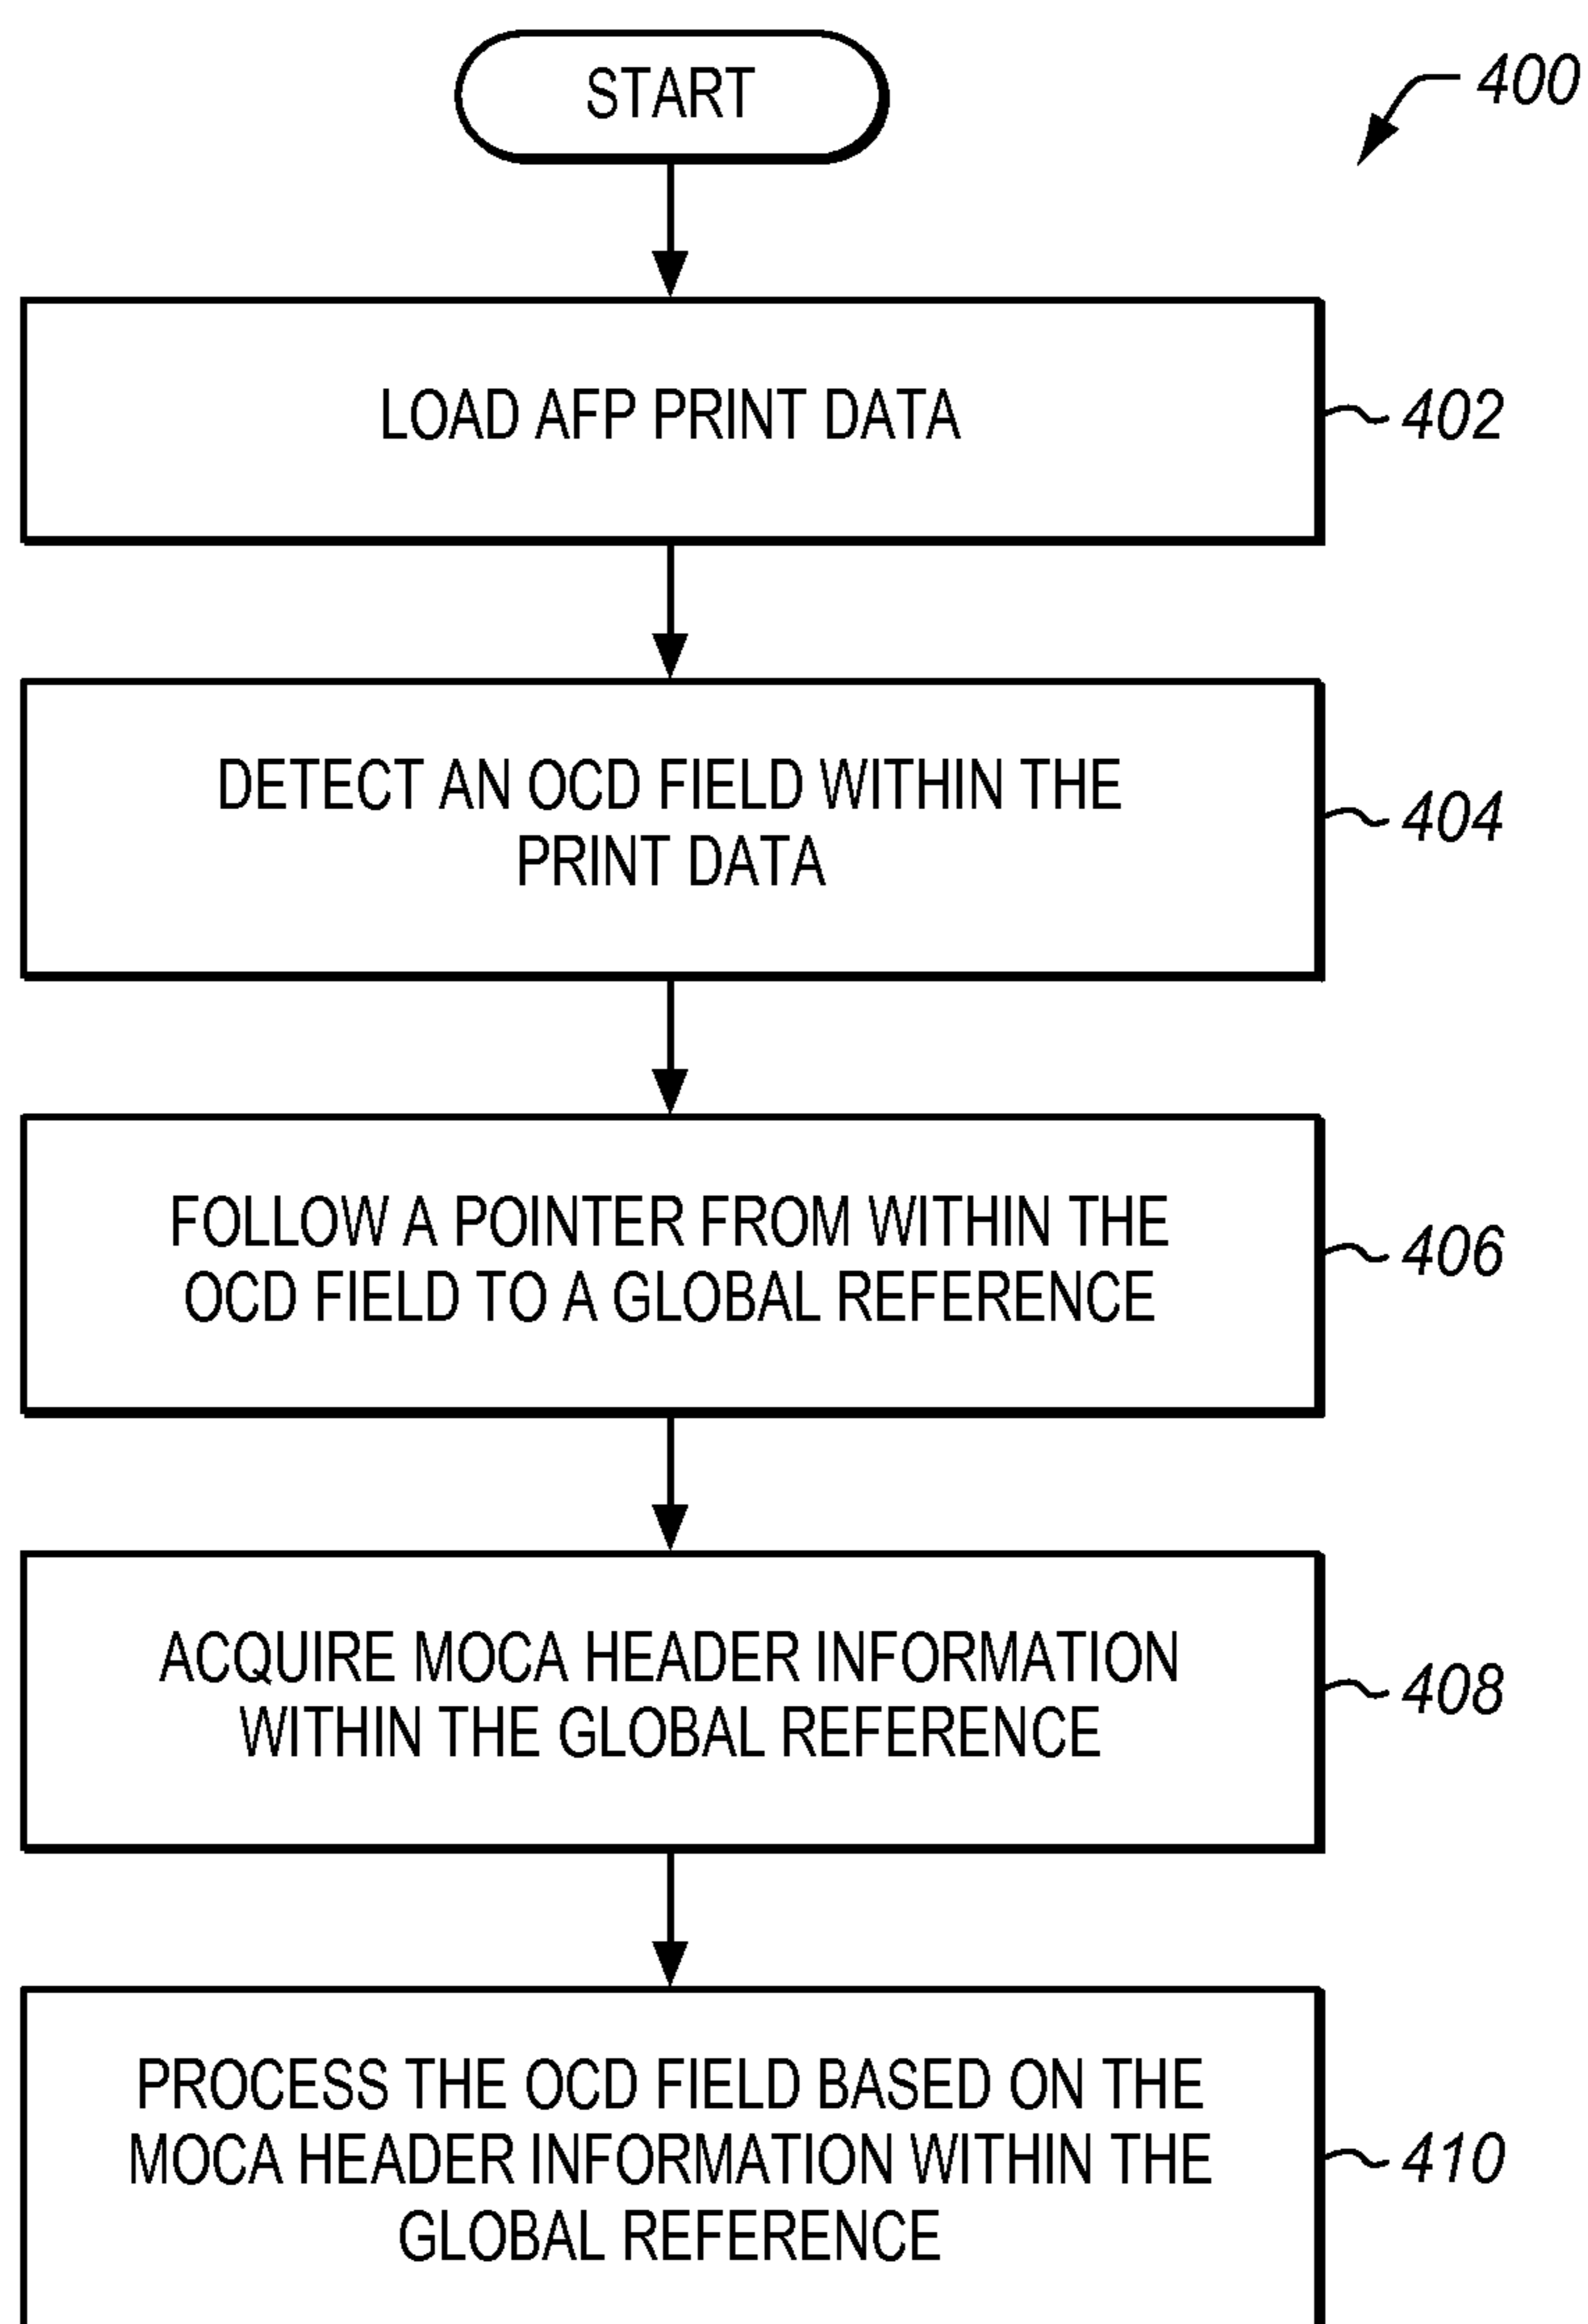 START
400
LOAD AFP PRINT DATA
402
DETECT AN OCD FIELD WITHIN THE
PRINT DATA
404
FOLLOW A POINTER FROM WITHIN THE
OCD FIELD TO A GLOBAL REFERENCE
406
ACQUIRE MOCA HEADER INFORMATION
WITHIN THE GLOBAL REFERENCE
408
PROCESS THE OCD FIELD BASED ON THE
MOCA HEADER INFORMATION WITHIN THE
GLOBAL REFERENCE
410